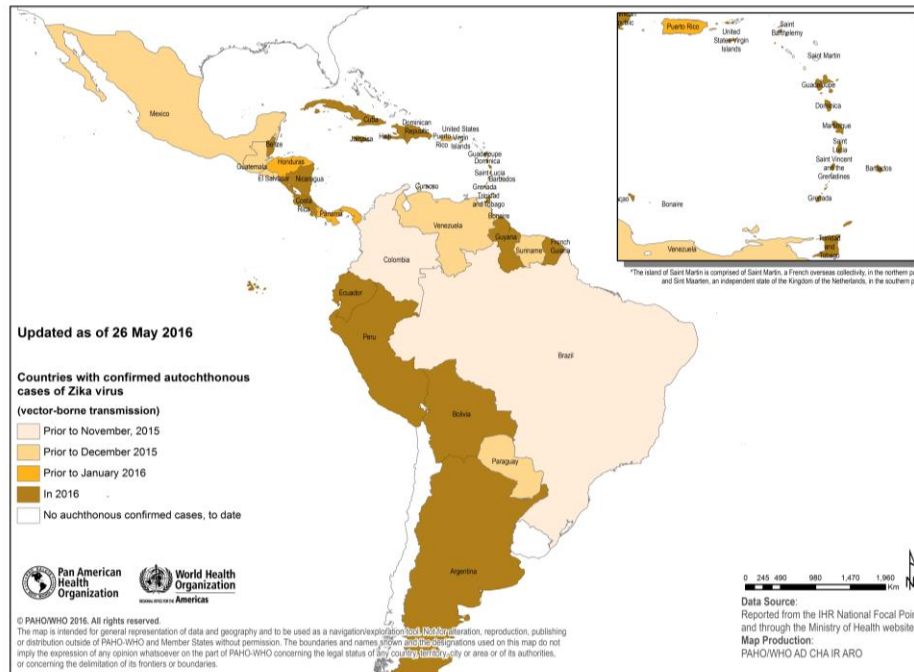 Mexico
Belize
Guatemala
Honduras
El Salvador
Nicaragua
Costa
Rica
Panama
Cuba
Jamaica
Haiti
Dominican
Republic
Puerto
Rico
United States
Virgin
Islands
Guadeloupe
Dominica
Saint Lucia
Barbados
Grenada
Trinidad
and Tobago
Curacao
Bonaire
Venezuela
Guyana
Suriname
French
Guiana
Colombia
Ecuador
Peru
Brazil
Bolivia
Paraguay
Argentina
Puerto Rico
United
States Virgin
Islands
Saint
Barthelemy
Saint Martin
Guadeloupe
Dominica
Martinique
Saint
Lucia
Saint Vincent
and the
Grenadines
Barbados
Grenada
Bonaire
Venezuela
Trinidad
and
Tobago
*The island of Saint Martin is comprised of Saint Martin, a French overseas collectivity, in the northern p
and Sint Maarten, an independent state of the Kingdom of the Netherlands, in the southern p
Updated as of 26 May 2016
Countries with confirmed autochthonous
cases of Zika virus
(vector-borne transmission)
Prior to November, 2015
Prior to December 2015
Prior to January 2016
In 2016
No auchthonous confirmed cases, to date
Pan American
Health
Organization
World Health
Organization
REGIONAL OFFICE FOR THE Americas
© PAHO/WHO 2016. All rights reserved.
The map is intended for general representation of data and geography and to be used as a navigation/exploration tool. Not for alteration, reproduction, publishing
or distribution outside of PAHO-WHO and Member States without permission. The boundaries and names shown and the designations used on this map do not
imply the expression of any opinion whatsoever on the part of PAHO-WHO concerning the legal status of any country, territory, city or area or of its authorities,
or concerning the delimitation of its frontiers or boundaries.
N
0 245 490 980 1,470 1,960
Km
Data Source:
Reported from the IHR National Focal Poin
and through the Ministry of Health website
Map Production:
PAHO/WHO AD CHA IR ARO